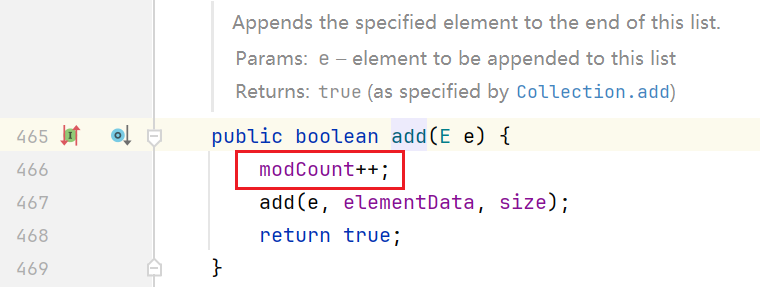 Appends the specified element to the end of this list.
Params: e – element to be appended to this list
Returns: true (as specified by Collection.add)
465 public boolean add(E e) {
466 modCount++;
467 add(e, elementData, size);
468 return true;
469 }